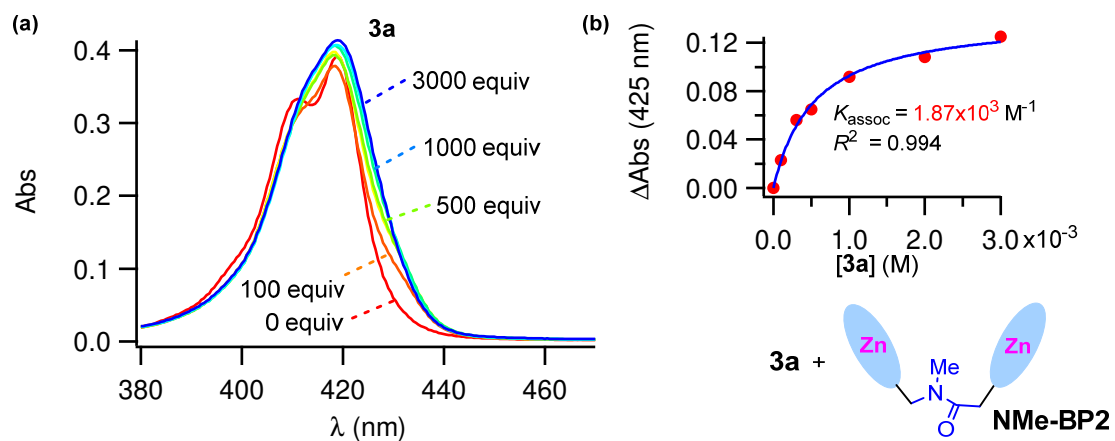 (a)
3a
Abs
0.4
0.3
0.2
0.1
0.0
3000 equiv
1000 equiv
500 equiv
100 equiv
0 equiv
380 400 420 440 460
λ (nm)
(b)
ΔAbs (425 nm)
0.12
0.08
0.04
0.00
Kassoc = 1.87x10³ M⁻¹
R² = 0.994
0.0 1.0 2.0 3.0 x10⁻³
[3a] (M)
3a +
Zn
Zn
Me
N
O
NMe-BP2